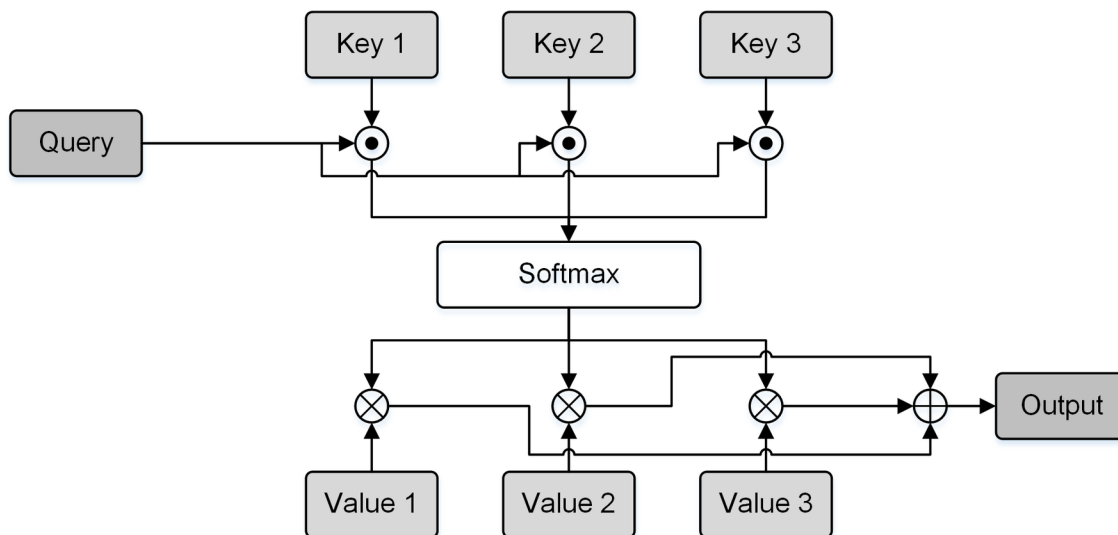 Key 1
Key 2
Key 3
Query
Softmax
Output
Value 1
Value 2
Value 3